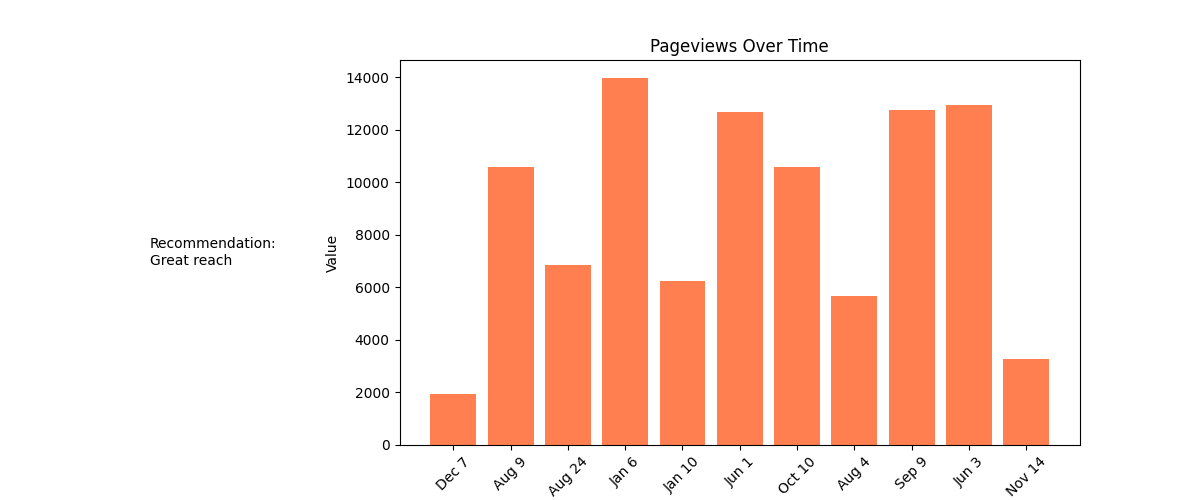 Pageviews Over Time
Recommendation:
Great reach
Value
14000
12000
10000
8000
6000
4000
2000
0
Dec 7
Aug 9
Aug 24
Jan 6
Jan 10
Jun 1
Oct 10
Aug 4
Sep 9
Jun 3
Nov 14